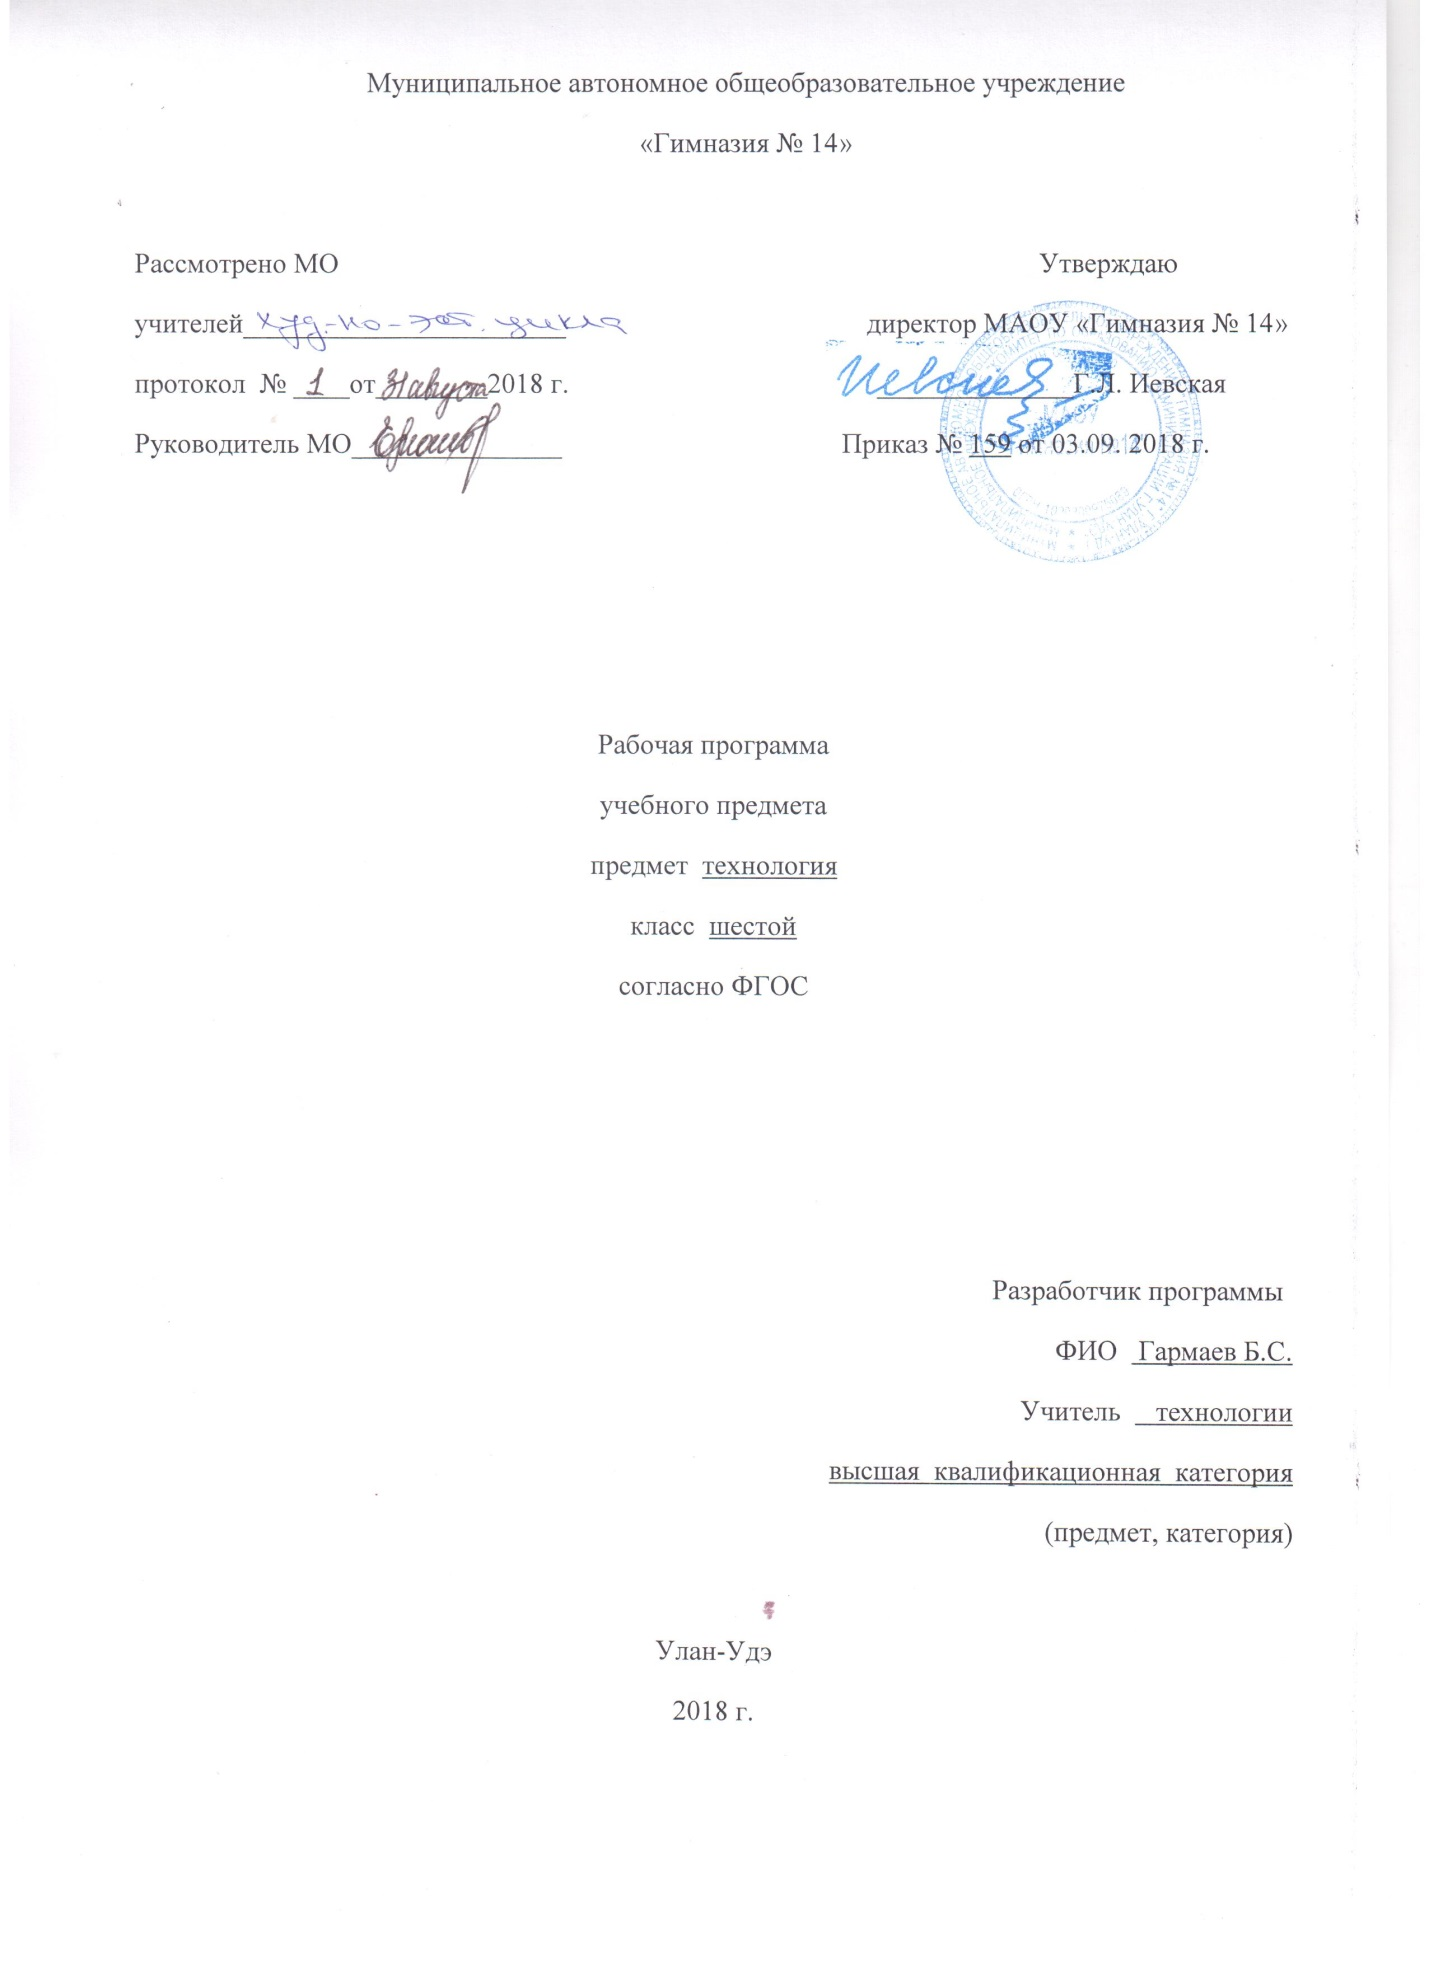 Муниципальное автономное общеобразовательное учреждение
«Гимназия № 14»
Рассмотрено МО
учителей худ-но-эст. цикла
протокол № 1 от 31 августа 2018 г.
Руководитель МО
Утверждаю
директор МАОУ «Гимназия № 14»
Г.Л. Иевская
Приказ № 159 от 03.09. 2018 г.
Рабочая программа
учебного предмета
предмет технология
класс шестой
согласно ФГОС
Разработчик программы
ФИО Гармаев Б.С.
Учитель технологии
высшая квалификационная категория
(предмет, категория)
Улан-Удэ
2018 г.